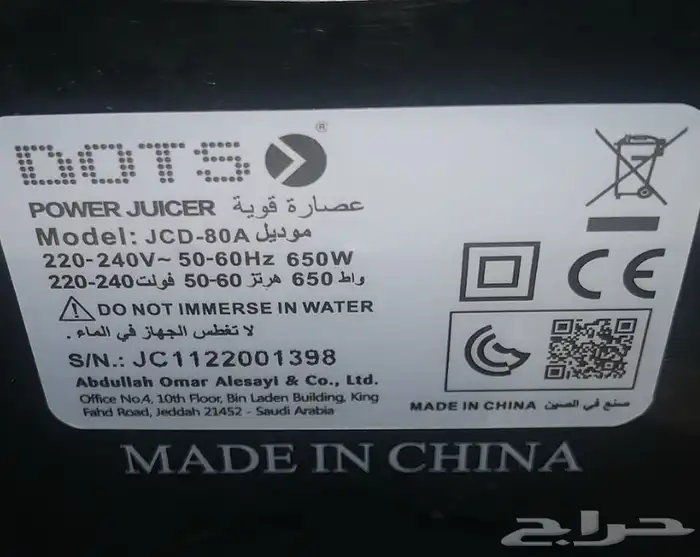 DOTS ®
POWER JUICER عصارة قوية
Model: JCD-80A موديل
220-240V~ 50-60Hz 650W
220-240 فولت 50-60 هرتز 650 واط
DO NOT IMMERSE IN WATER
لا تغطس الجهاز في الماء.
S/N.: JC1122001398
Abdullah Omar Alesayi & Co., Ltd.
Office No.4, 10th Floor, Bin Laden Building, King
Fahd Road, Jeddah 21452 - Saudi Arabia
CE
MADE IN CHINA صنع في الصين
MADE IN CHINA
حراج